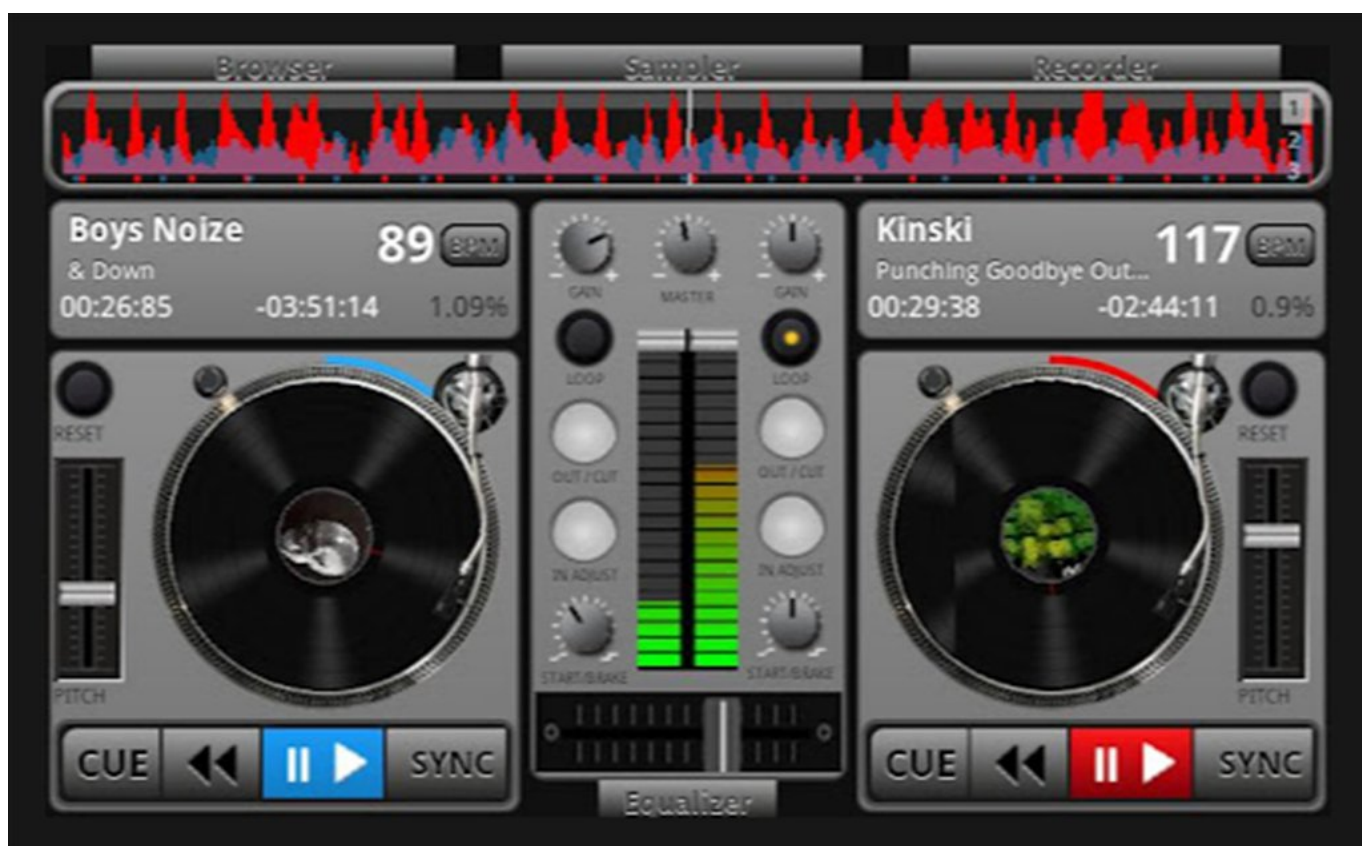 Browser
Sampler
Recorder
1
2
3
Boys Noize
89 BPM
& Down
00:26:85 -03:51:14 1.09%
GAIN
MASTER
GAIN
Kinski
117 BPM
Punching Goodbye Out...
00:29:38 -02:44:11 0.9%
RESET
LOOP
LOOP
RESET
OUT / CUT
OUT / CUT
IN ADJUST
IN ADJUST
START/BRAKE
START/BRAKE
PITCH
PITCH
CUE
SYNC
CUE
SYNC
Equalizer